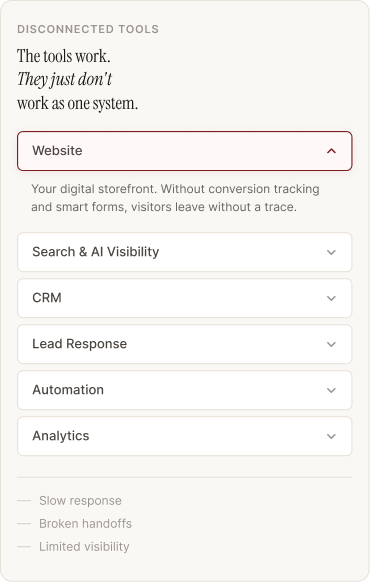 DISCONNECTED TOOLS
The tools work.
They just don't
work as one system.
Website
Your digital storefront. Without conversion tracking
and smart forms, visitors leave without a trace.
Search & AI Visibility
CRM
Lead Response
Automation
Analytics
Slow response
Broken handoffs
Limited visibility